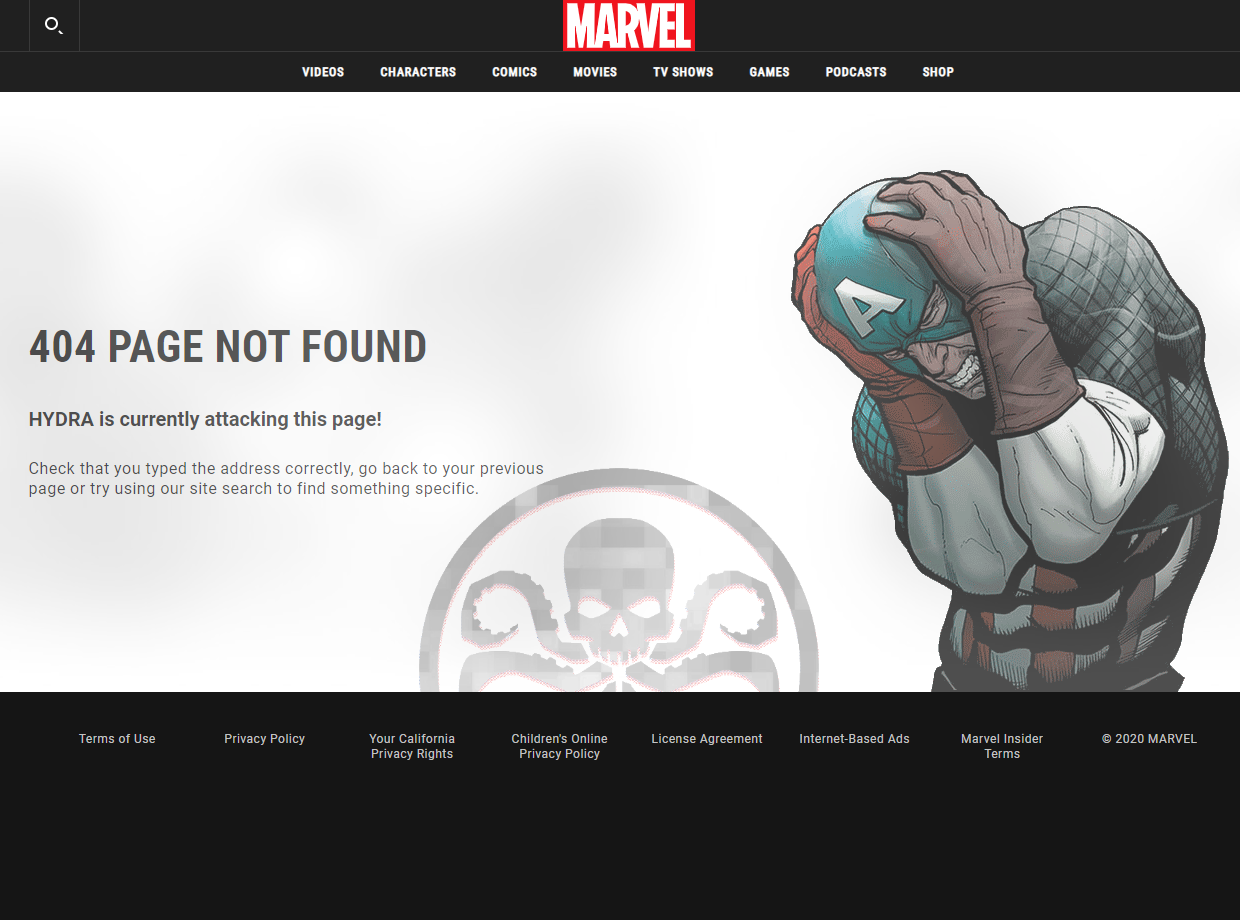 MARVEL
VIDEOS CHARACTERS COMICS MOVIES TV SHOWS GAMES PODCASTS SHOP
A
404 PAGE NOT FOUND
HYDRA is currently attacking this page!
Check that you typed the address correctly, go back to your previous
page or try using our site search to find something specific.
Terms of Use
Privacy Policy
Your California
Privacy Rights
Children's Online
Privacy Policy
License Agreement
Internet-Based Ads
Marvel Insider
Terms
© 2020 MARVEL